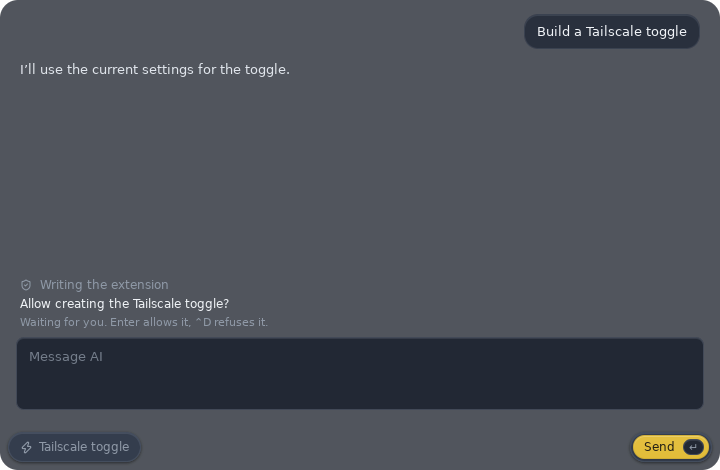 Build a Tailscale toggle
I’ll use the current settings for the toggle.
Writing the extension
Allow creating the Tailscale toggle?
Waiting for you. Enter allows it, ^D refuses it.
Message AI
Tailscale toggle
Send ↵